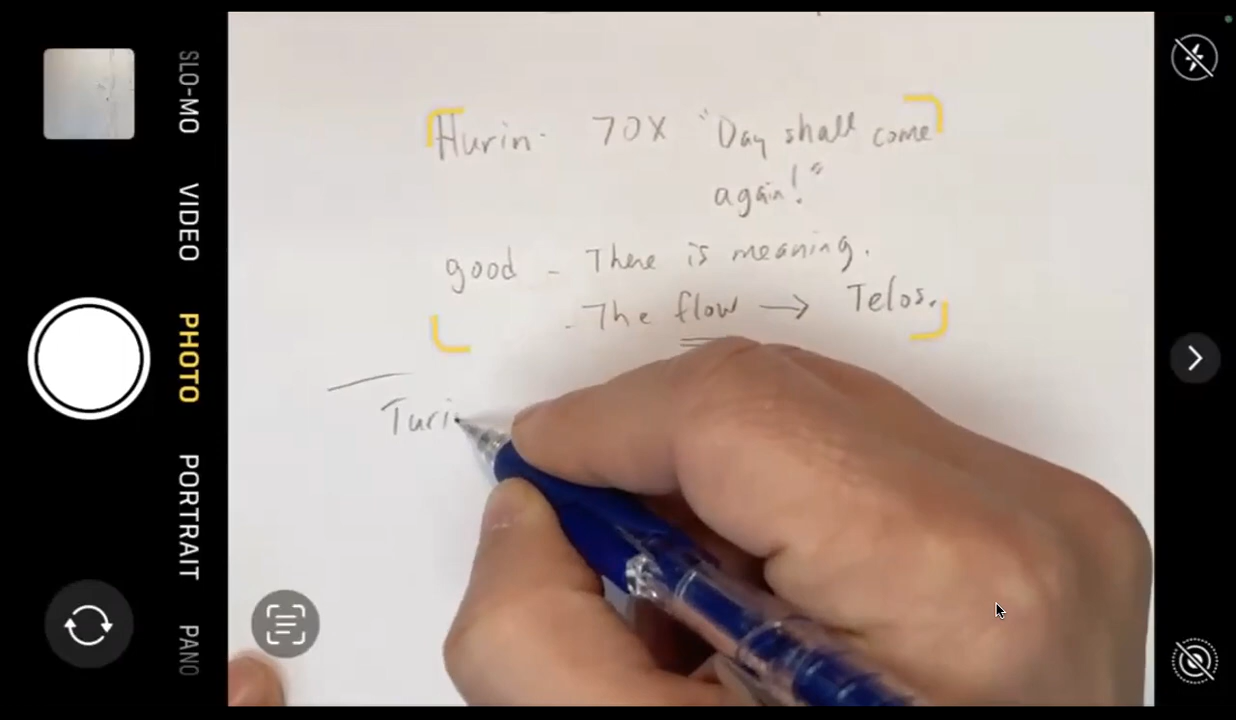 SLO-MO
VIDEO
PHOTO
PORTRAIT
PANO
Hurin- 70X "Day shall come
again!"
good - There is meaning.
- The flow → Telos.
Turi